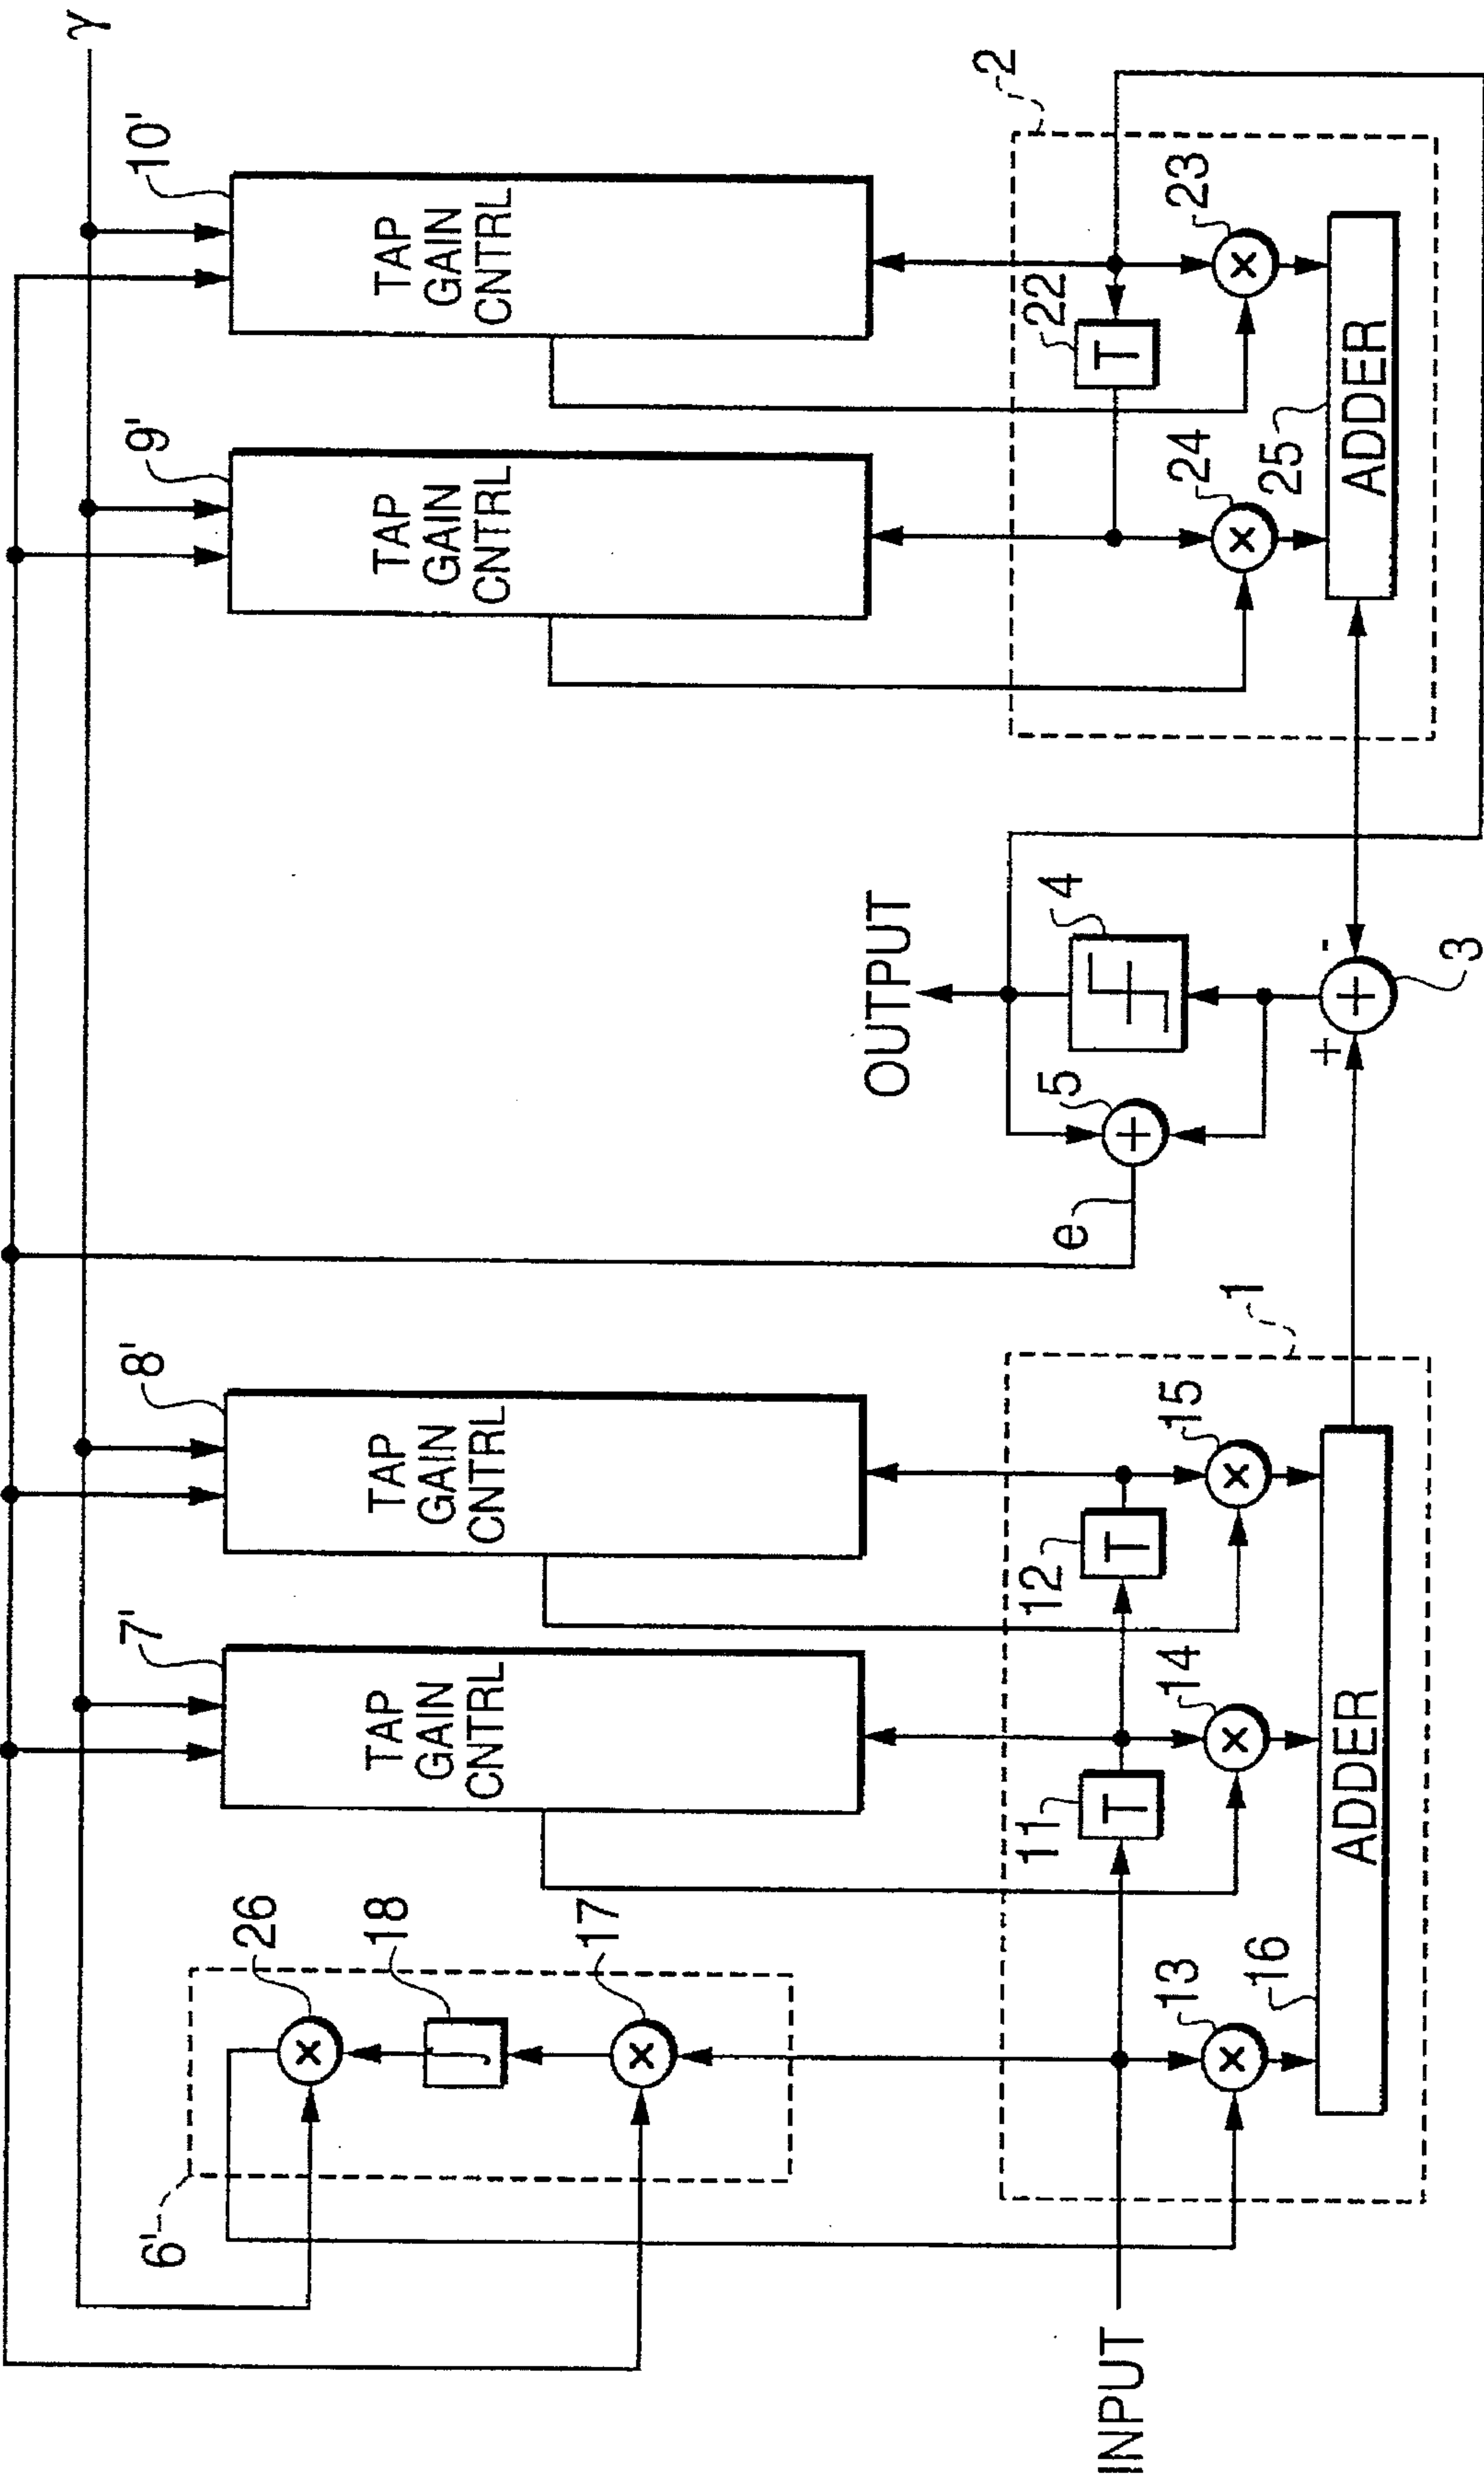 γ
10'
TAP
GAIN
CNTRL
9'
TAP
GAIN
CNTRL
8'
TAP
GAIN
CNTRL
7'
TAP
GAIN
CNTRL
6'
26
18
∫
17
×
×
2
22
T
23
×
24
×
25
ADDER
OUTPUT
4
5
+
e
+
-
+
3
1
INPUT
11
T
12
T
13
×
14
×
15
×
16
ADDER